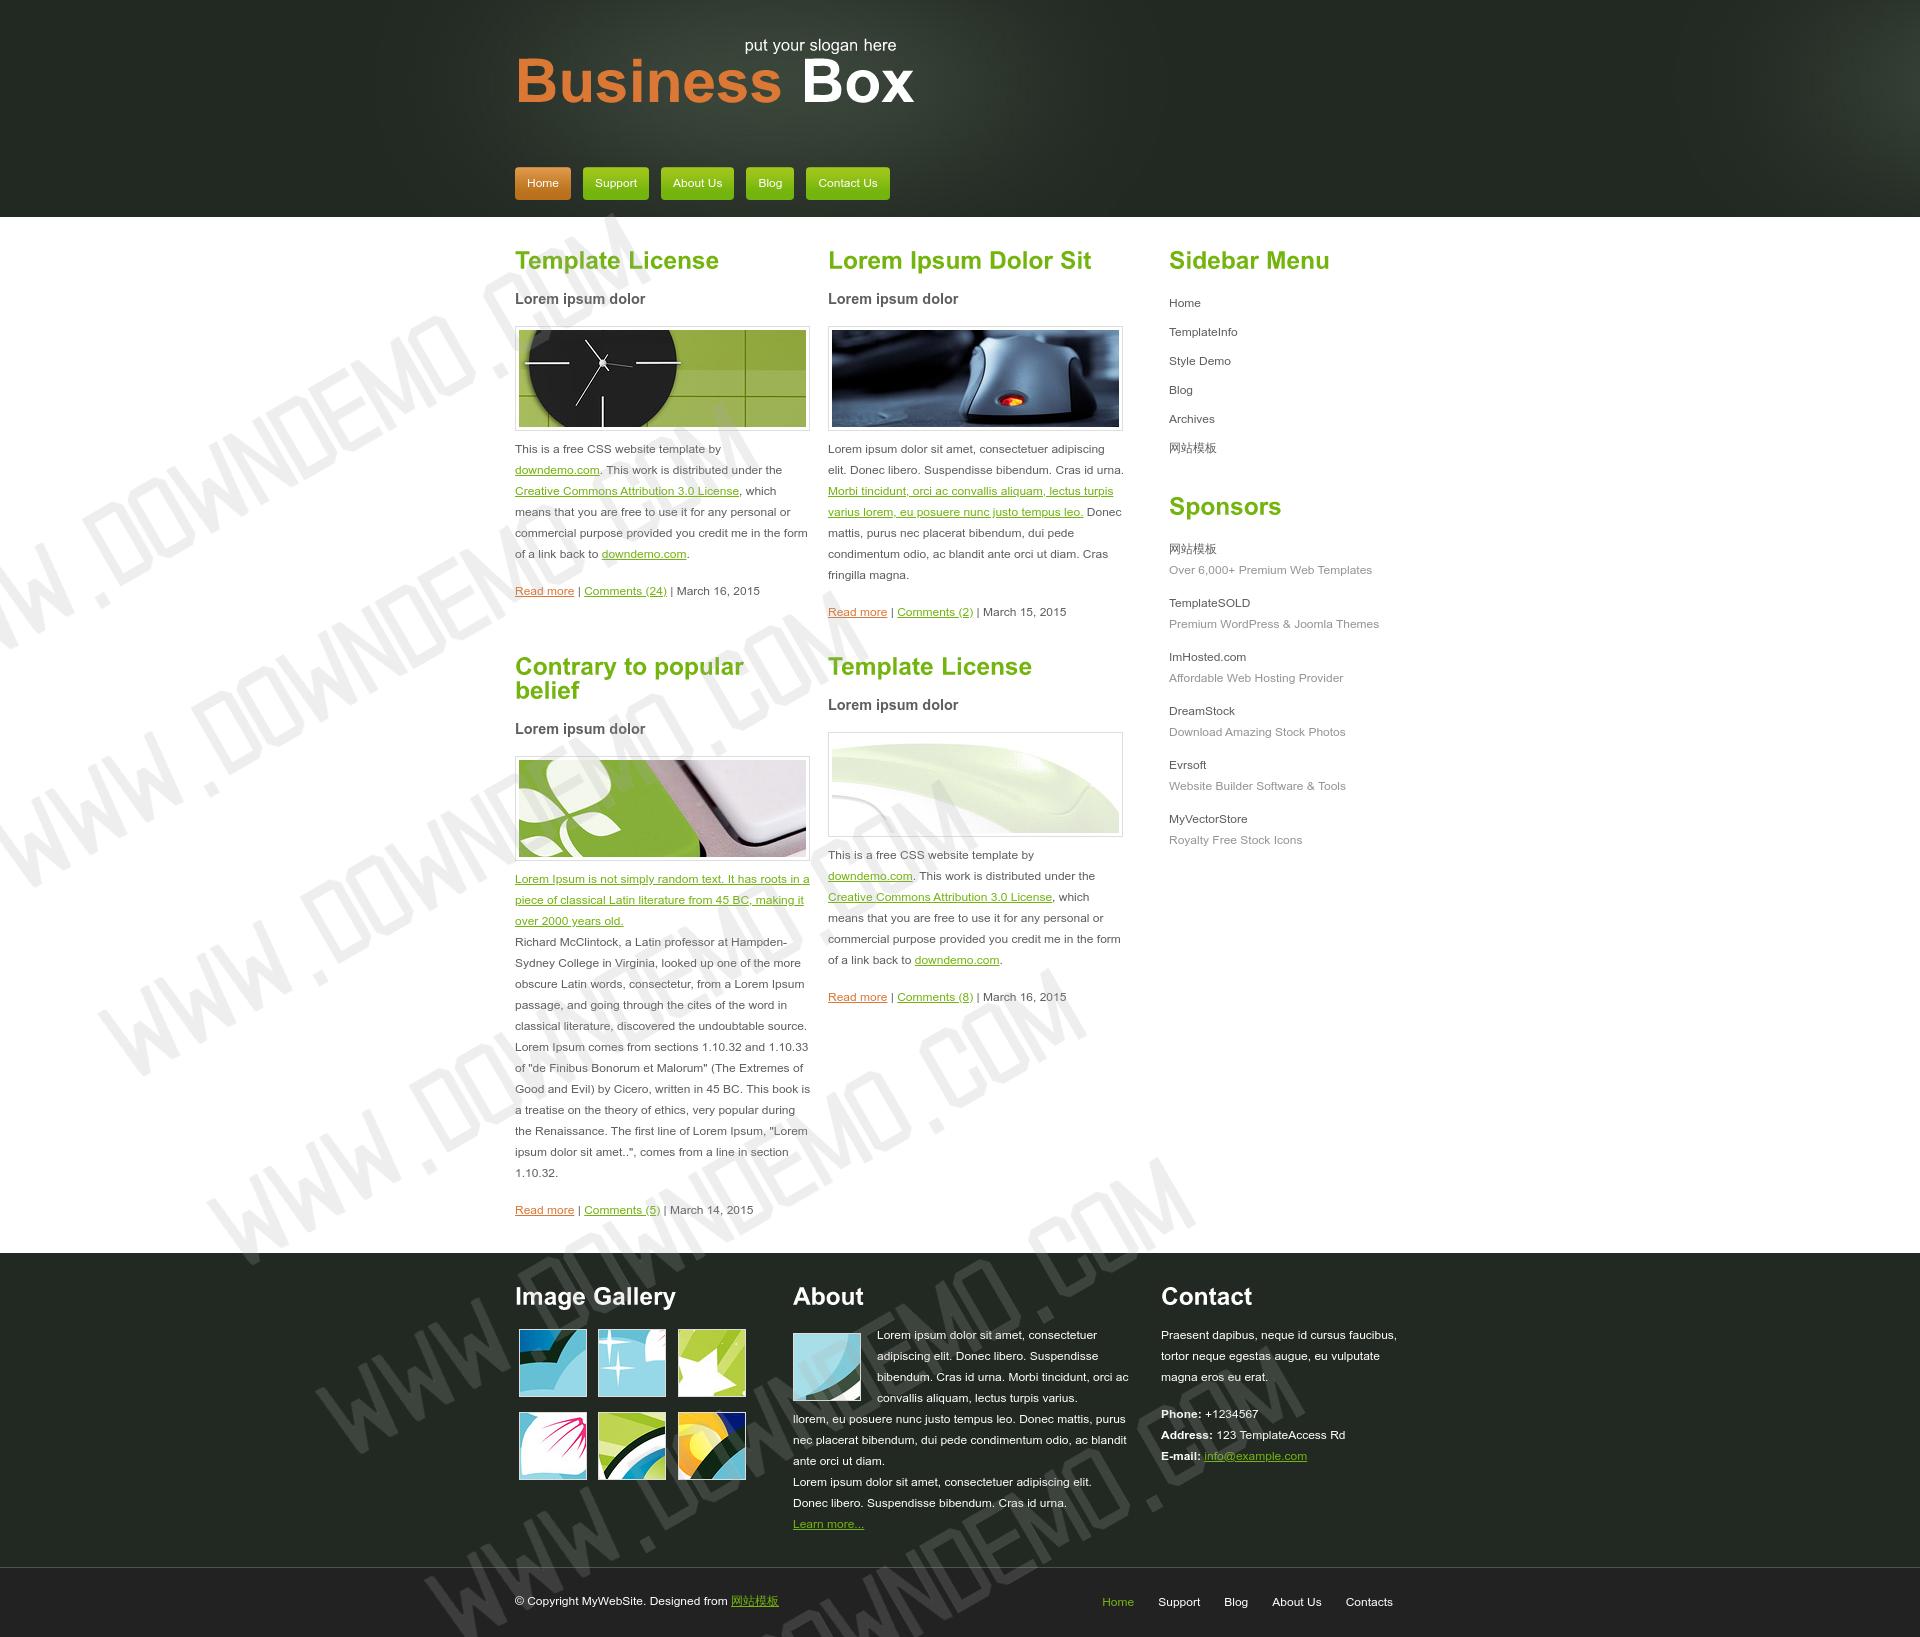 put your slogan here
Business Box
Home
Support
About Us
Blog
Contact Us
Template License
Lorem ipsum dolor
This is a free CSS website template by
downdemo.com. This work is distributed under the
Creative Commons Attribution 3.0 License, which
means that you are free to use it for any personal or
commercial purpose provided you credit me in the form
of a link back to downdemo.com.
Read more | Comments (24) | March 16, 2015
Lorem Ipsum Dolor Sit
Lorem ipsum dolor
Lorem ipsum dolor sit amet, consectetuer adipiscing
elit. Donec libero. Suspendisse bibendum. Cras id urna.
Morbi tincidunt, orci ac convallis aliquam, lectus turpis
varius lorem, eu posuere nunc justo tempus leo. Donec
mattis, purus nec placerat bibendum, dui pede
condimentum odio, ac blandit ante orci ut diam. Cras
fringilla magna.
Read more | Comments (2) | March 15, 2015
Contrary to popular
belief
Lorem ipsum dolor
Lorem Ipsum is not simply random text. It has roots in a
piece of classical Latin literature from 45 BC, making it
over 2000 years old.
Richard McClintock, a Latin professor at Hampden-
Sydney College in Virginia, looked up one of the more
obscure Latin words, consectetur, from a Lorem Ipsum
passage, and going through the cites of the word in
classical literature, discovered the undoubtable source.
Lorem Ipsum comes from sections 1.10.32 and 1.10.33
of "de Finibus Bonorum et Malorum" (The Extremes of
Good and Evil) by Cicero, written in 45 BC. This book is
a treatise on the theory of ethics, very popular during
the Renaissance. The first line of Lorem Ipsum, "Lorem
ipsum dolor sit amet..", comes from a line in section
1.10.32.
Read more | Comments (5) | March 14, 2015
Template License
Lorem ipsum dolor
This is a free CSS website template by
downdemo.com. This work is distributed under the
Creative Commons Attribution 3.0 License, which
means that you are free to use it for any personal or
commercial purpose provided you credit me in the form
of a link back to downdemo.com.
Read more | Comments (8) | March 16, 2015
Sidebar Menu
Home
TemplateInfo
Style Demo
Blog
Archives
网站模板
Sponsors
网站模板
Over 6,000+ Premium Web Templates
TemplateSOLD
Premium WordPress & Joomla Themes
ImHosted.com
Affordable Web Hosting Provider
DreamStock
Download Amazing Stock Photos
Evrsoft
Website Builder Software & Tools
MyVectorStore
Royalty Free Stock Icons
Image Gallery
About
Lorem ipsum dolor sit amet, consectetuer
adipiscing elit. Donec libero. Suspendisse
bibendum. Cras id urna. Morbi tincidunt, orci ac
convallis aliquam, lectus turpis varius.
llorem, eu posuere nunc justo tempus leo. Donec mattis, purus
nec placerat bibendum, dui pede condimentum odio, ac blandit
ante orci ut diam.
Lorem ipsum dolor sit amet, consectetuer adipiscing elit.
Donec libero. Suspendisse bibendum. Cras id urna.
Learn more...
Contact
Praesent dapibus, neque id cursus faucibus,
tortor neque egestas augue, eu vulputate
magna eros eu erat.
Phone: +1234567
Address: 123 TemplateAccess Rd
E-mail: info@example.com
© Copyright MyWebSite. Designed from 网站模板
Home
Support
Blog
About Us
Contacts
WWW.DOWNDEMO.COM
WWW.DOWNDEMO.COM
WWW.DOWNDEMO.COM
WWW.DOWNDEMO.COM
WWW.DOWNDEMO.COM
WWW.DOWNDEMO.COM
WWW.DOWNDEMO.COM